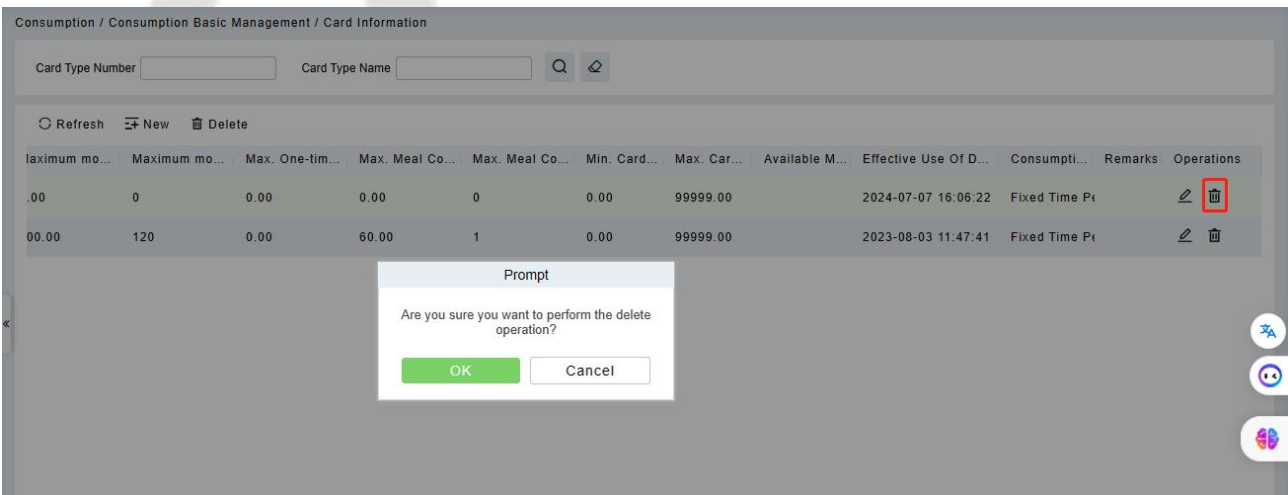 Consumption / Consumption Basic Management / Card Information
Card Type Number Card Type Name
Refresh New Delete
laximum mo... Maximum mo... Max. One-tim... Max. Meal Co... Max. Meal Co... Min. Card... Max. Car... Available M... Effective Use Of D... Consumpti... Remarks Operations
.00 0 0.00 0.00 0 0.00 99999.00 2024-07-07 16:06:22 Fixed Time Pe
00.00 120 0.00 60.00 1 0.00 99999.00 2023-08-03 11:47:41 Fixed Time Pe
Prompt
Are you sure you want to perform the delete
operation?
OK Cancel